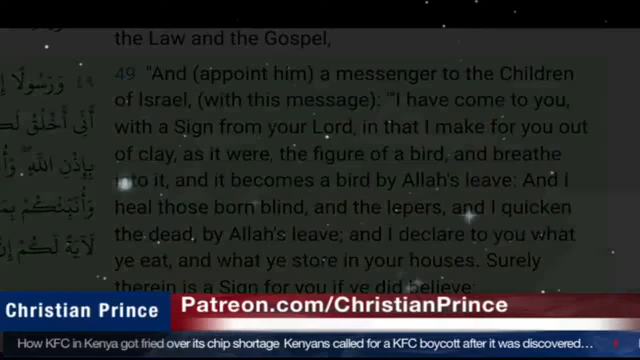 the Law and the Gospel,
49 "And (appoint him) a messenger to the Children
of Israel, (with this message): "'I have come to you,
with a Sign from your Lord, in that I make for you out
of clay, as it were, the figure of a bird, and breathe
into it, and it becomes a bird by Allah's leave: And I
heal those born blind, and the lepers, and I quicken
the dead, by Allah's leave; and I declare to you what
ye eat, and what ye store in your houses. Surely
therein is a Sign for you if ye did believe;
٤٩ وَرَسُولًا
أَنِّي أَخْلُقُ
بِإِذْنِ اللَّهِ
وَأُنَبِّئُكُم
لَآيَةً لَّكُمْ
Christian Prince
Patreon.com/ChristianPrince
How KFC in Kenya got fried over its chip shortage Kenyans called for a KFC boycott after it was discovered...